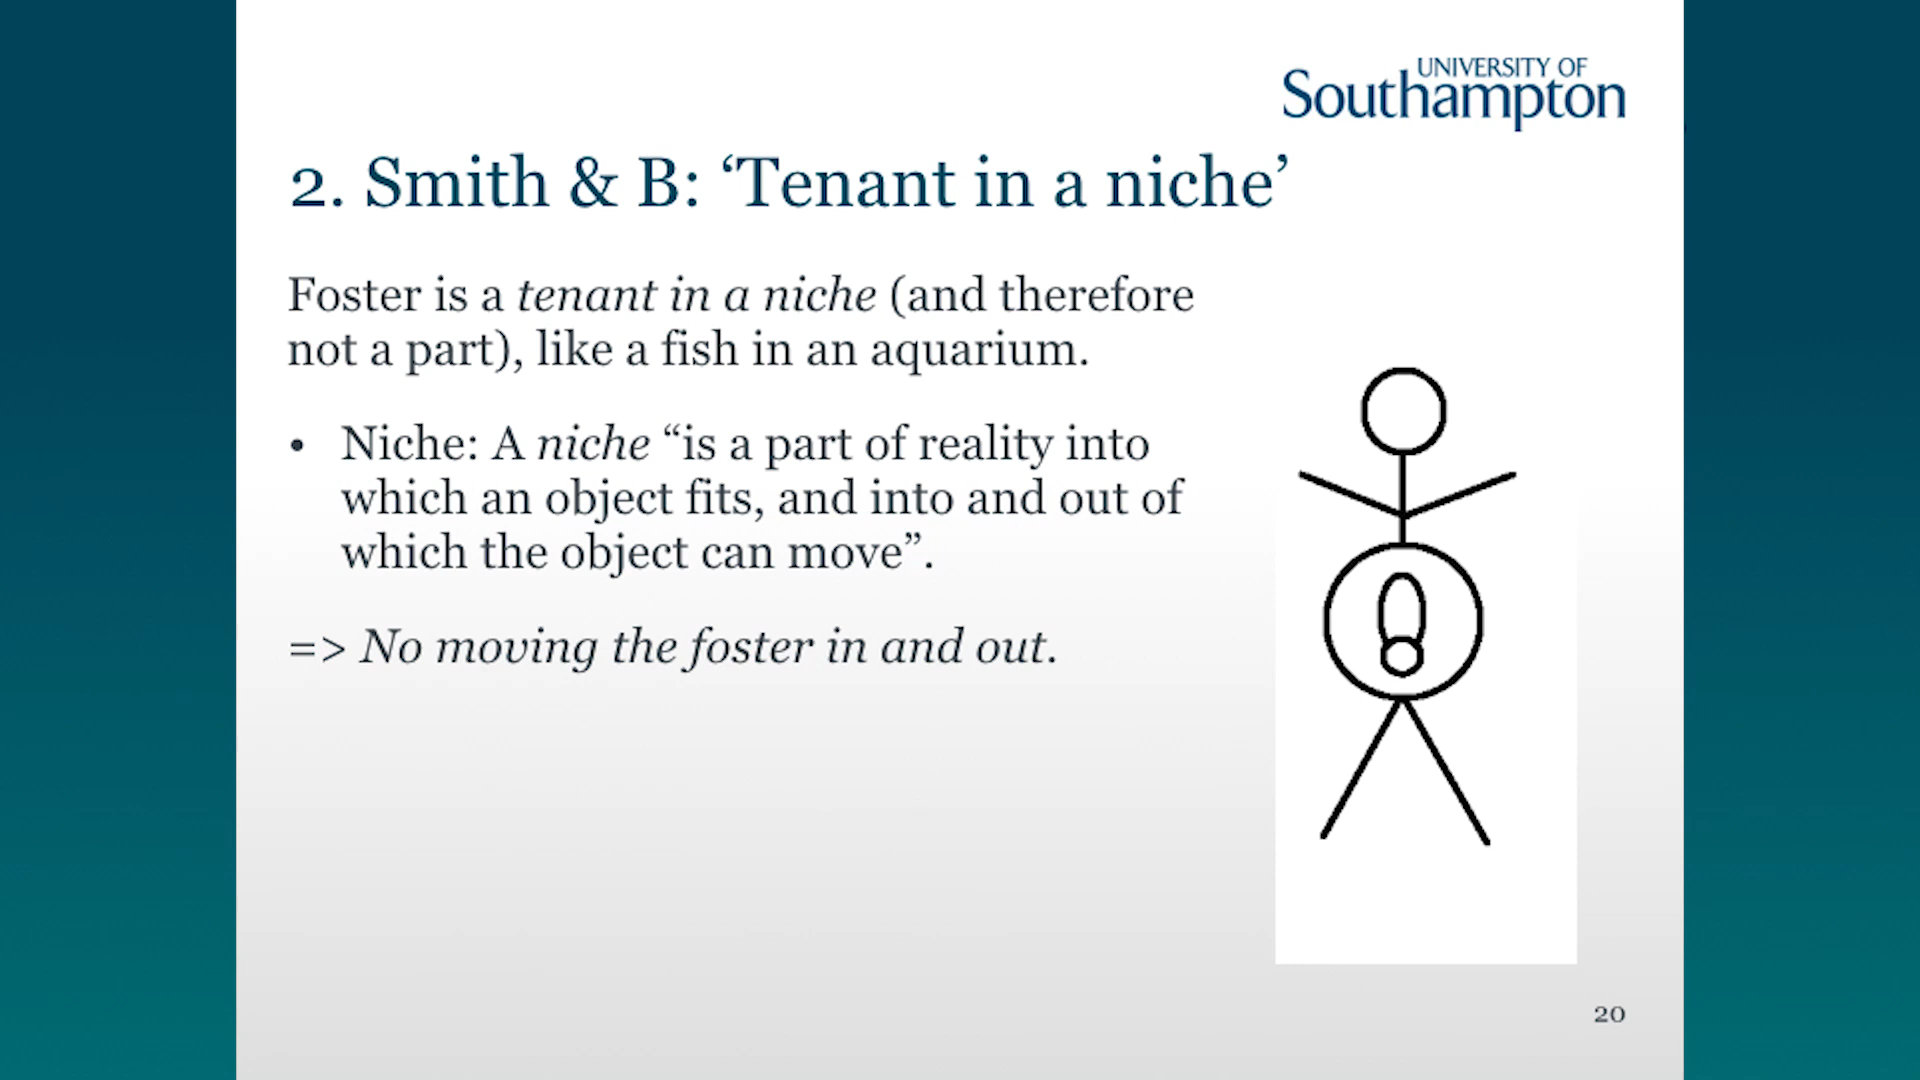 UNIVERSITY OF
Southampton
2. Smith & B: ‘Tenant in a niche’
Foster is a tenant in a niche (and therefore
not a part), like a fish in an aquarium.
• Niche: A niche “is a part of reality into
which an object fits, and into and out of
which the object can move”.
=> No moving the foster in and out.
20